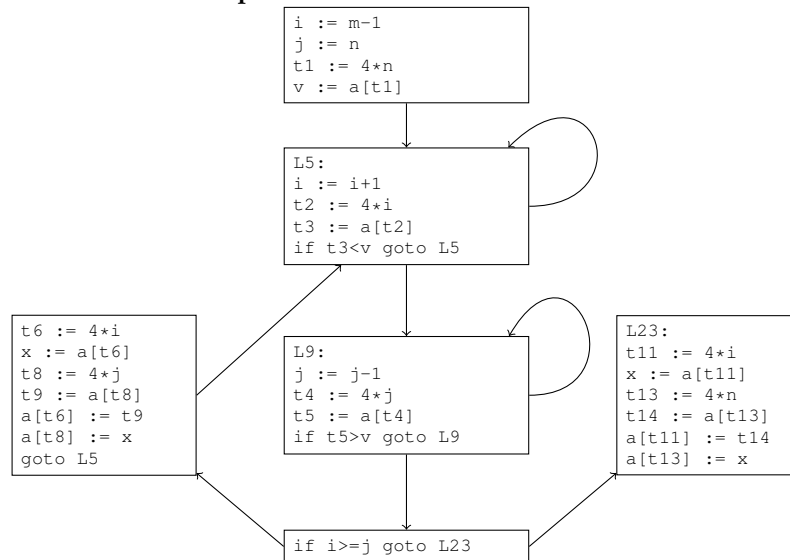 i := m-1
j := n
t1 := 4*n
v := a[t1]
L5:
i := i+1
t2 := 4*i
t3 := a[t2]
if t3<v goto L5
t6 := 4*i
x := a[t6]
t8 := 4*j
t9 := a[t8]
a[t6] := t9
a[t8] := x
goto L5
L9:
j := j-1
t4 := 4*j
t5 := a[t4]
if t5>v goto L9
L23:
t11 := 4*i
x := a[t11]
t13 := 4*n
t14 := a[t13]
a[t11] := t14
a[t13] := x
if i>=j goto L23